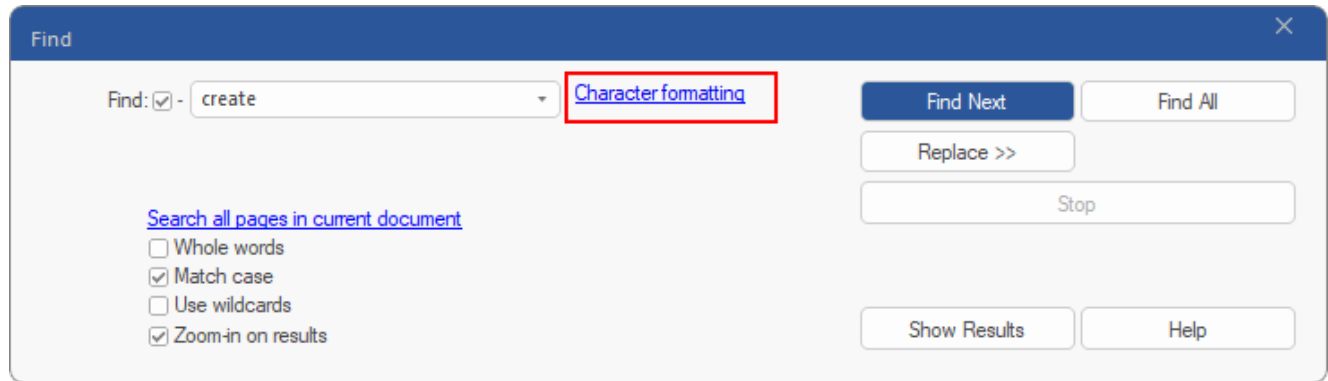 Find
Find: - create Character formatting
Find Next Find All
Replace >>
Stop
Search all pages in current document
Whole words
Match case
Use wildcards
Zoom-in on results
Show Results Help